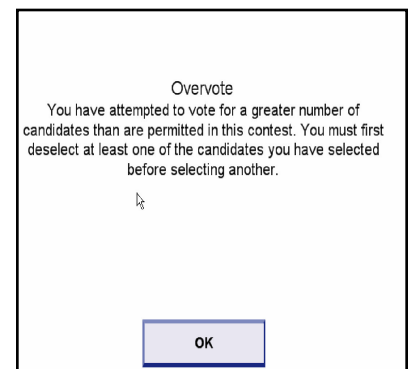 Overvote
You have attempted to vote for a greater number of
candidates than are permitted in this contest. You must first
deselect at least one of the candidates you have selected
before selecting another.
OK